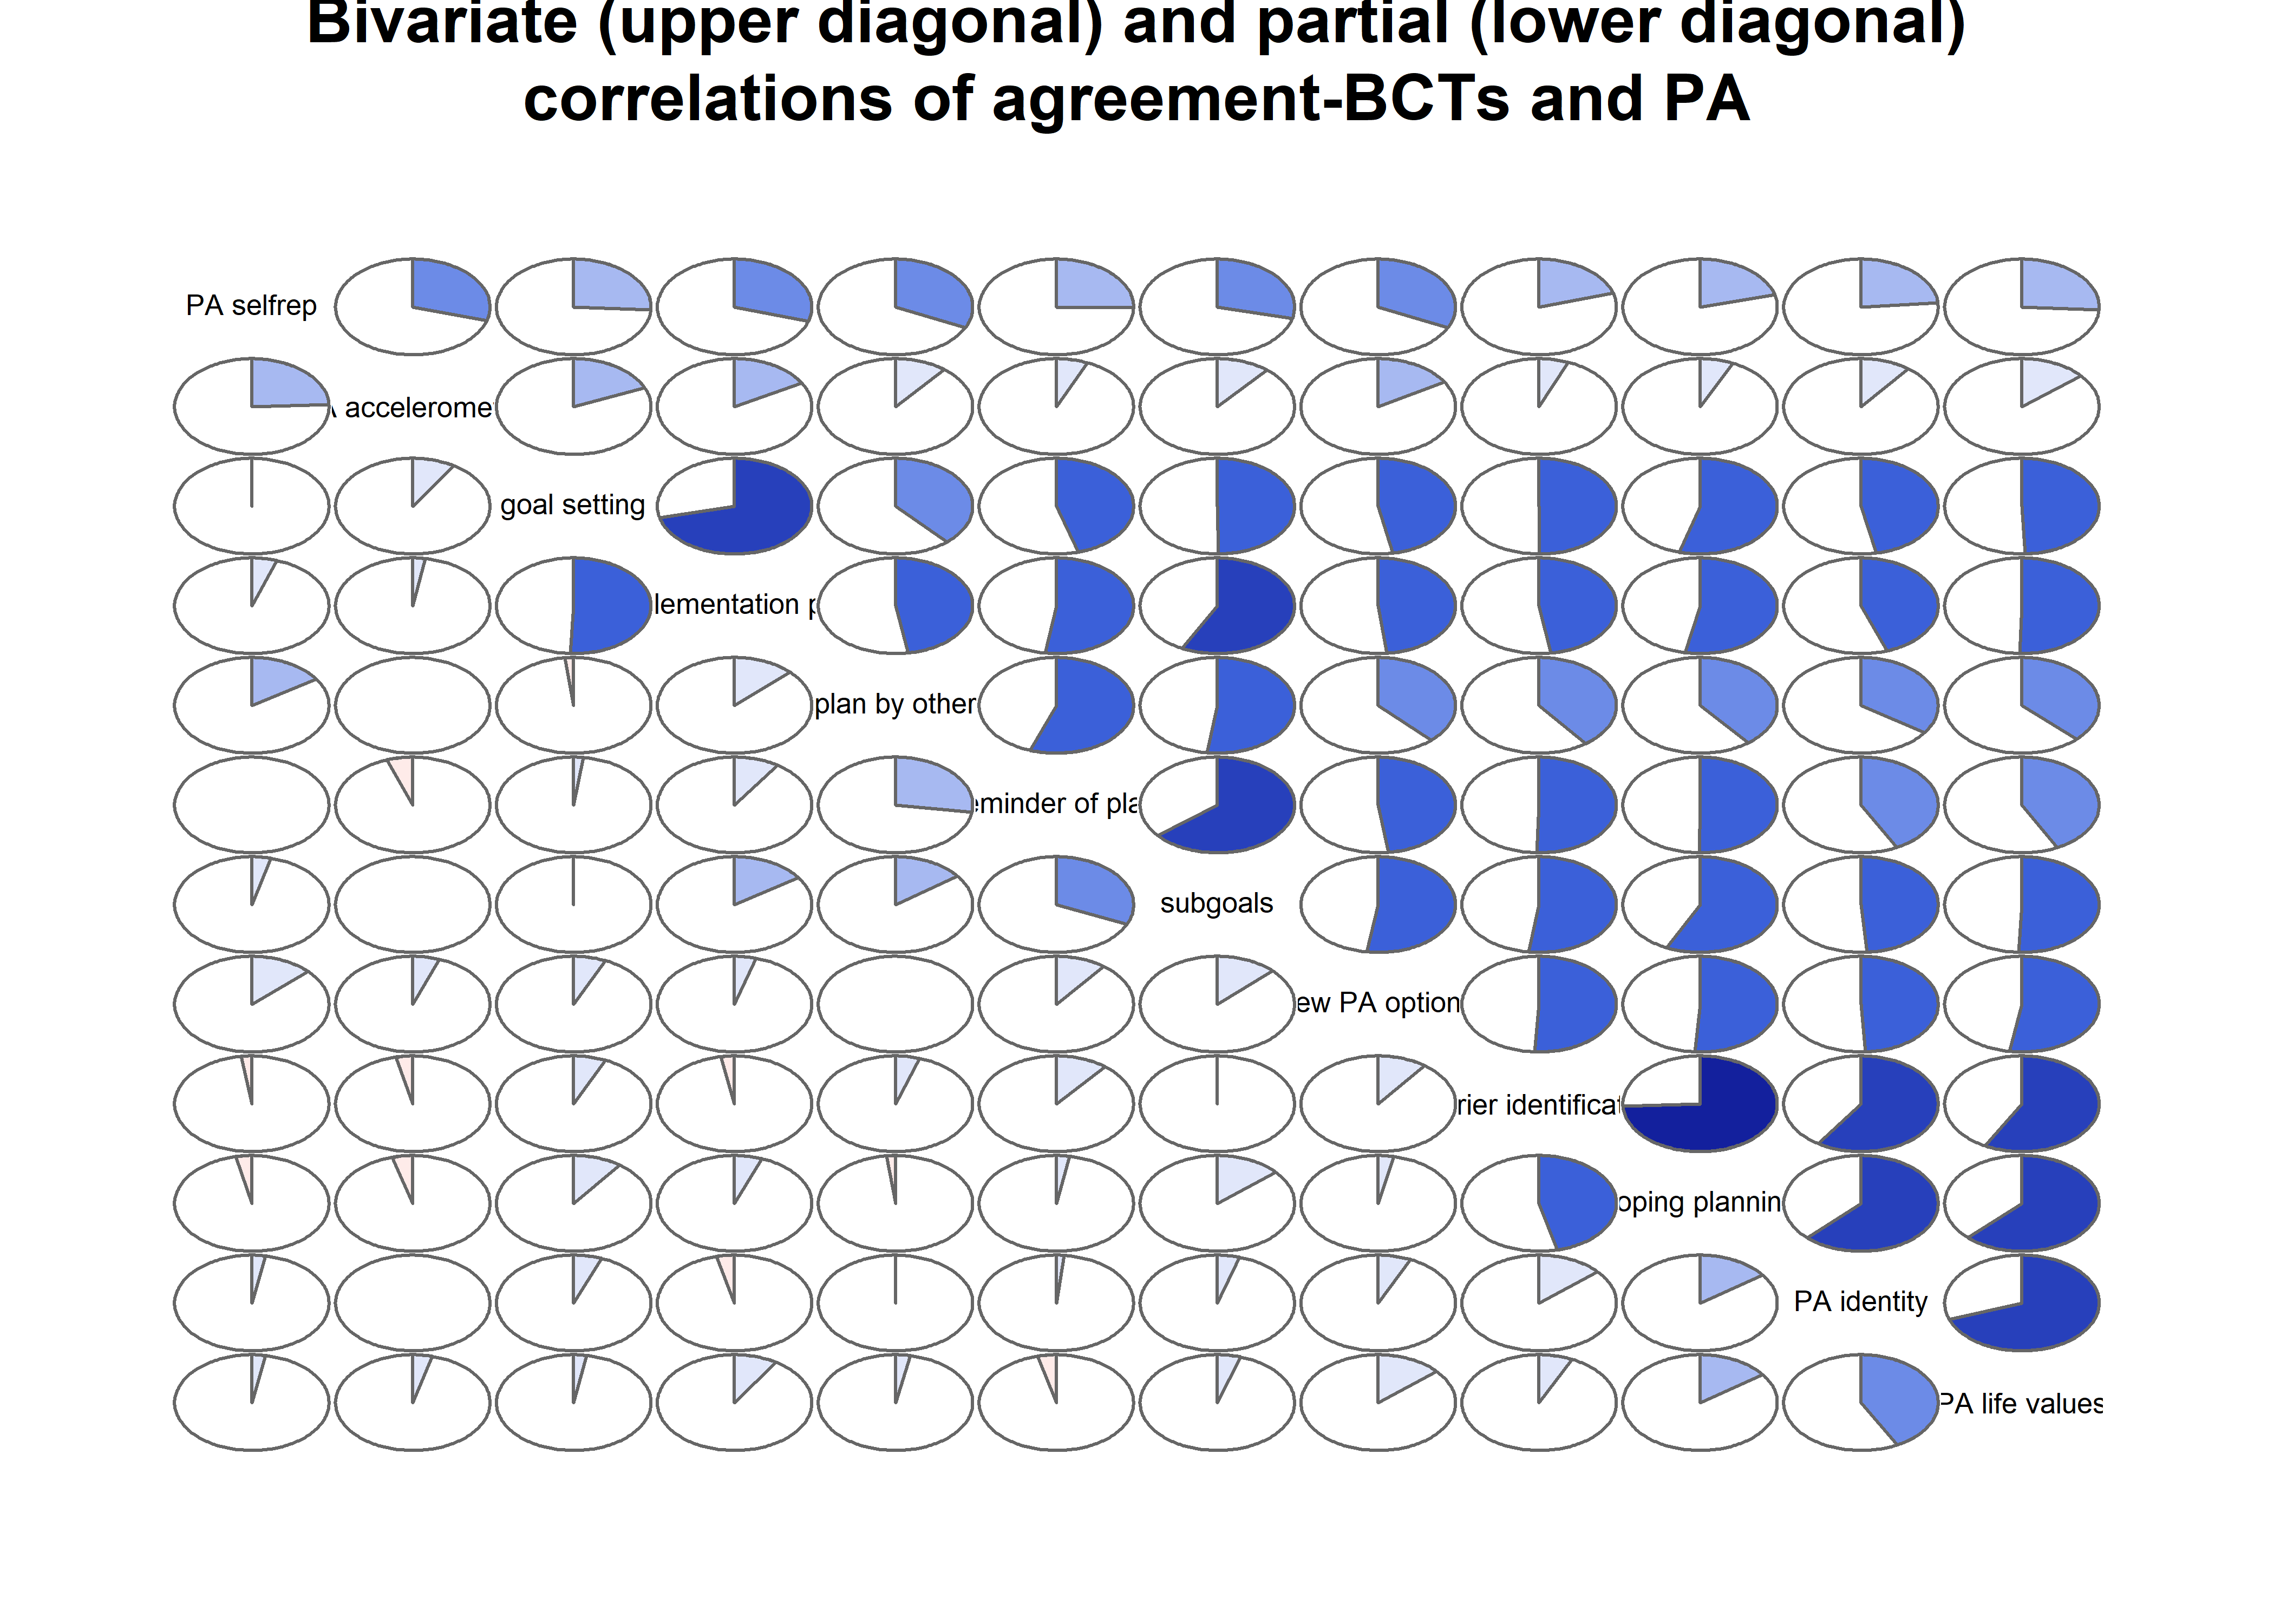 Bivariate (upper diagonal) and partial (lower diagonal)
correlations of agreement-BCTs and PA
PA selfrep
accelerome
goal setting
lementation p
plan by other
eminder of pla
subgoals
ew PA option
rier identificat
oping plannin
PA identity
PA life values